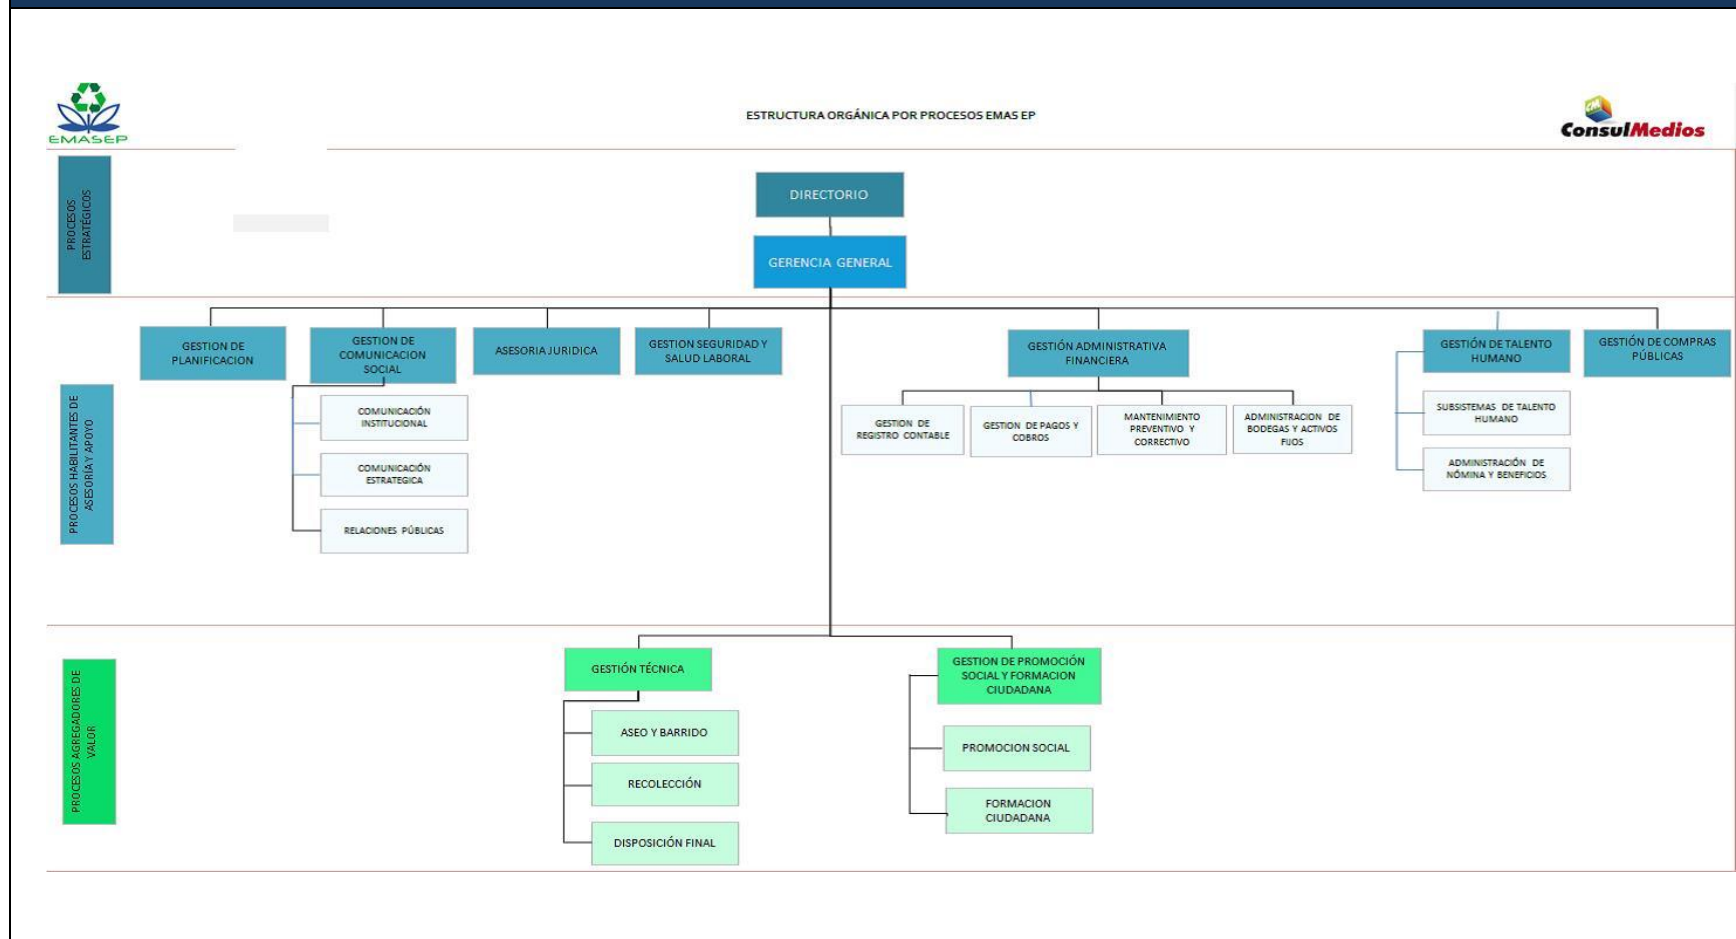 EMASEP
ESTRUCTURA ORGÁNICA POR PROCESOS EMAS EP
CM
ConsulMedios
PROCESOS
ESTRATÉGICOS
DIRECTORIO
GERENCIA GENERAL
PROCESOS HABILITANTES DE
ASESORÍA Y APOYO
GESTION DE
PLANIFICACION
GESTION DE
COMUNICACION
SOCIAL
ASESORIA JURIDICA
GESTION SEGURIDAD Y
SALUD LABORAL
GESTIÓN ADMINISTRATIVA
FINANCIERA
GESTIÓN DE TALENTO
HUMANO
GESTIÓN DE COMPRAS
PÚBLICAS
COMUNICACIÓN
INSTITUCIONAL
COMUNICACIÓN
ESTRATEGICA
RELACIONES PÚBLICAS
GESTION DE
REGISTRO CONTABLE
GESTION DE PAGOS Y
COBROS
MANTENIMIENTO
PREVENTIVO Y
CORRECTIVO
ADMINISTRACION DE
BODEGAS Y ACTIVOS
FIJOS
SUBSISTEMAS DE TALENTO
HUMANO
ADMINISTRACIÓN DE
NÓMINA Y BENEFICIOS
PROCESOS AGREGADORES DE
VALOR
GESTIÓN TÉCNICA
ASEO Y BARRIDO
RECOLECCIÓN
DISPOSICIÓN FINAL
GESTION DE PROMOCIÓN
SOCIAL Y FORMACION
CIUDADANA
PROMOCION SOCIAL
FORMACION
CIUDADANA